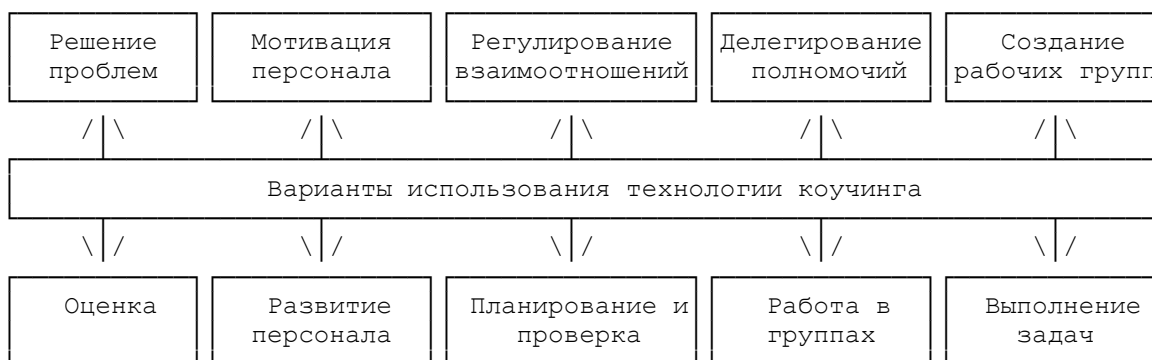 Решение Мотивация Регулирование Делегирование Создание
проблем персонала взаимоотношений полномочий рабочих групп
Варианты использования технологии коучинга
Оценка Развитие Планирование и Работа в Выполнение
персонала проверка группах задач